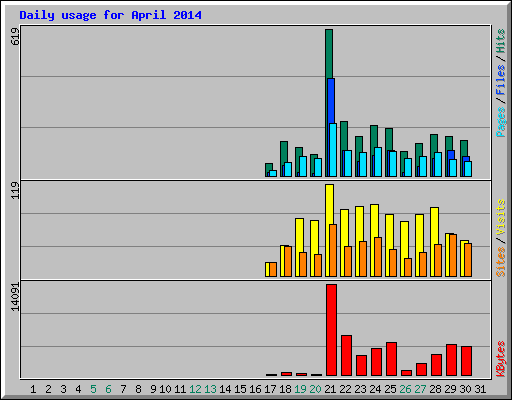 Daily usage for April 2014
619
Pages / Files / Hits
119
Sites / Visits
14091
KBytes
1 2 3 4 5 6 7 8 9 10 11 12 13 14 15 16 17 18 19 20 21 22 23 24 25 26 27 28 29 30 31